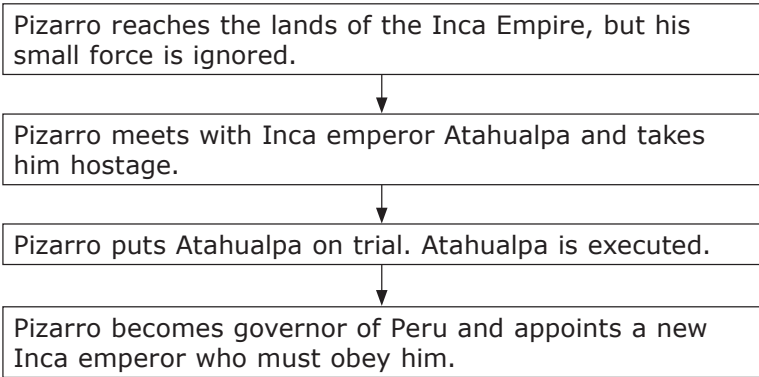 Pizarro reaches the lands of the Inca Empire, but his
small force is ignored.
Pizarro meets with Inca emperor Atahualpa and takes
him hostage.
Pizarro puts Atahualpa on trial. Atahualpa is executed.
Pizarro becomes governor of Peru and appoints a new
Inca emperor who must obey him.